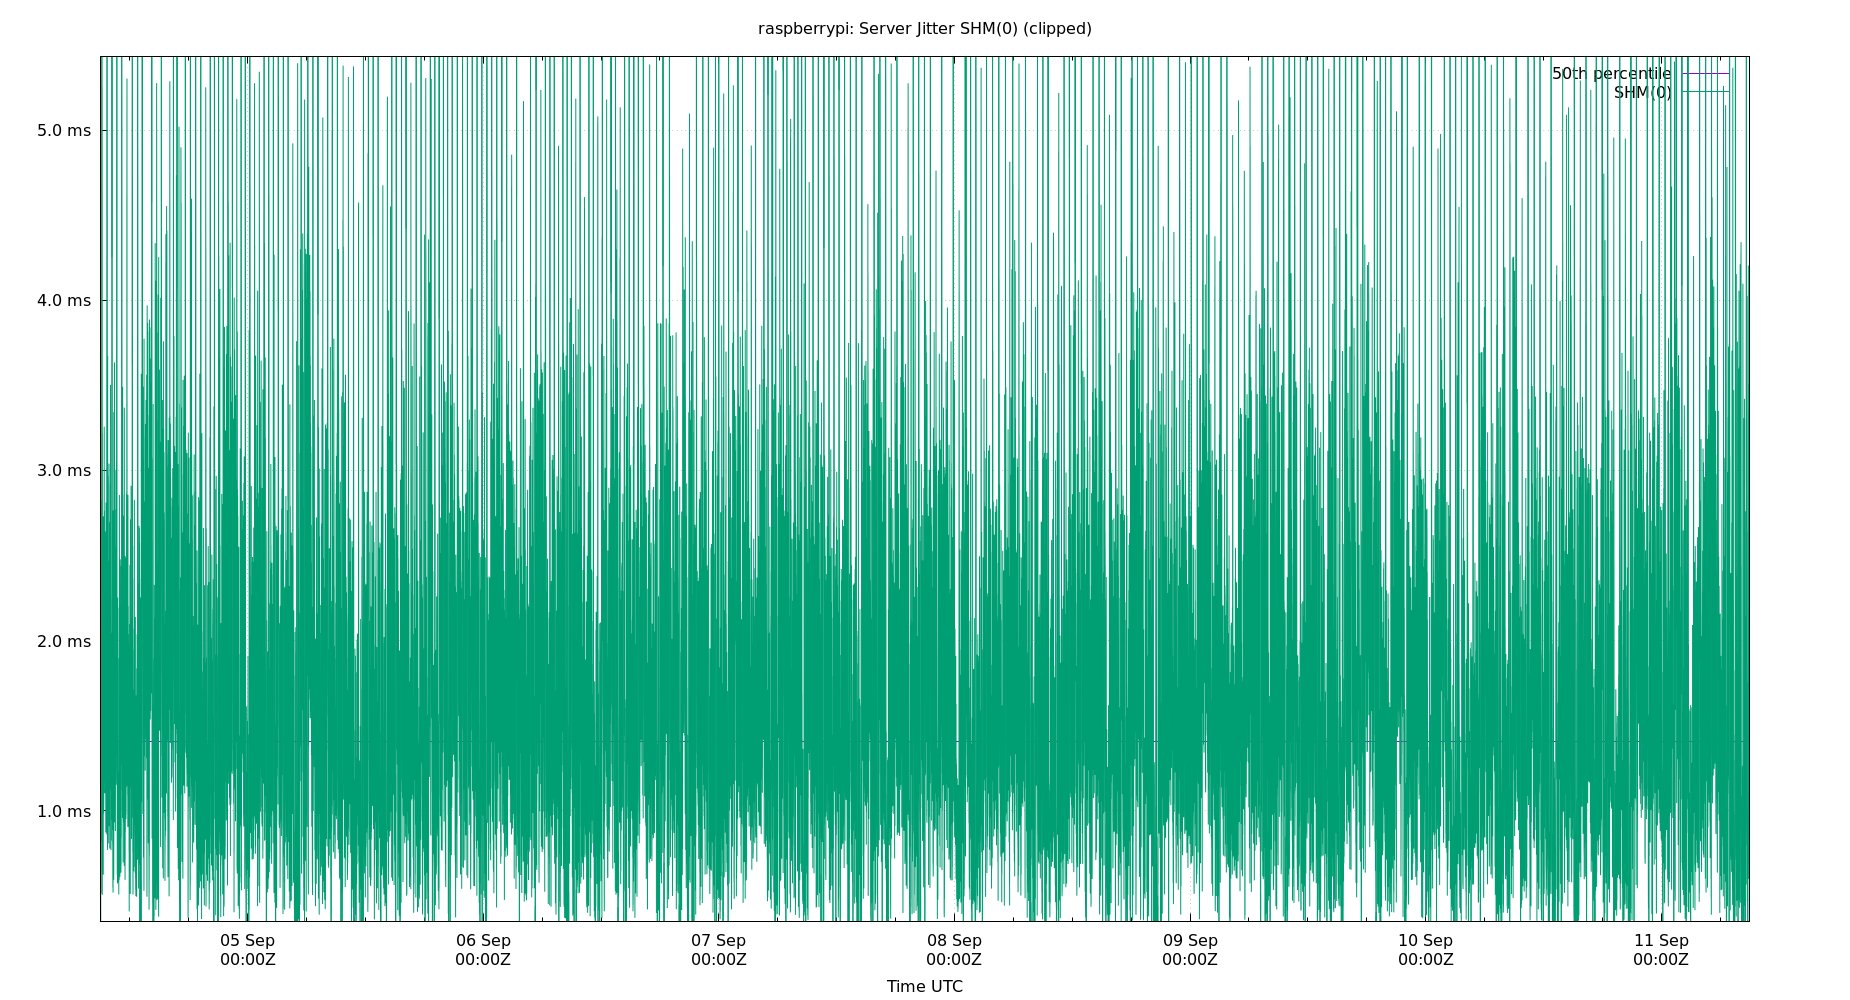 raspberrypi: Server Jitter SHM(0) (clipped)
50th percentile
SHM(0)
5.0 ms
4.0 ms
3.0 ms
2.0 ms
1.0 ms
05 Sep 06 Sep 07 Sep 08 Sep 09 Sep 10 Sep 11 Sep
00:00Z 00:00Z 00:00Z 00:00Z 00:00Z 00:00Z 00:00Z
Time UTC